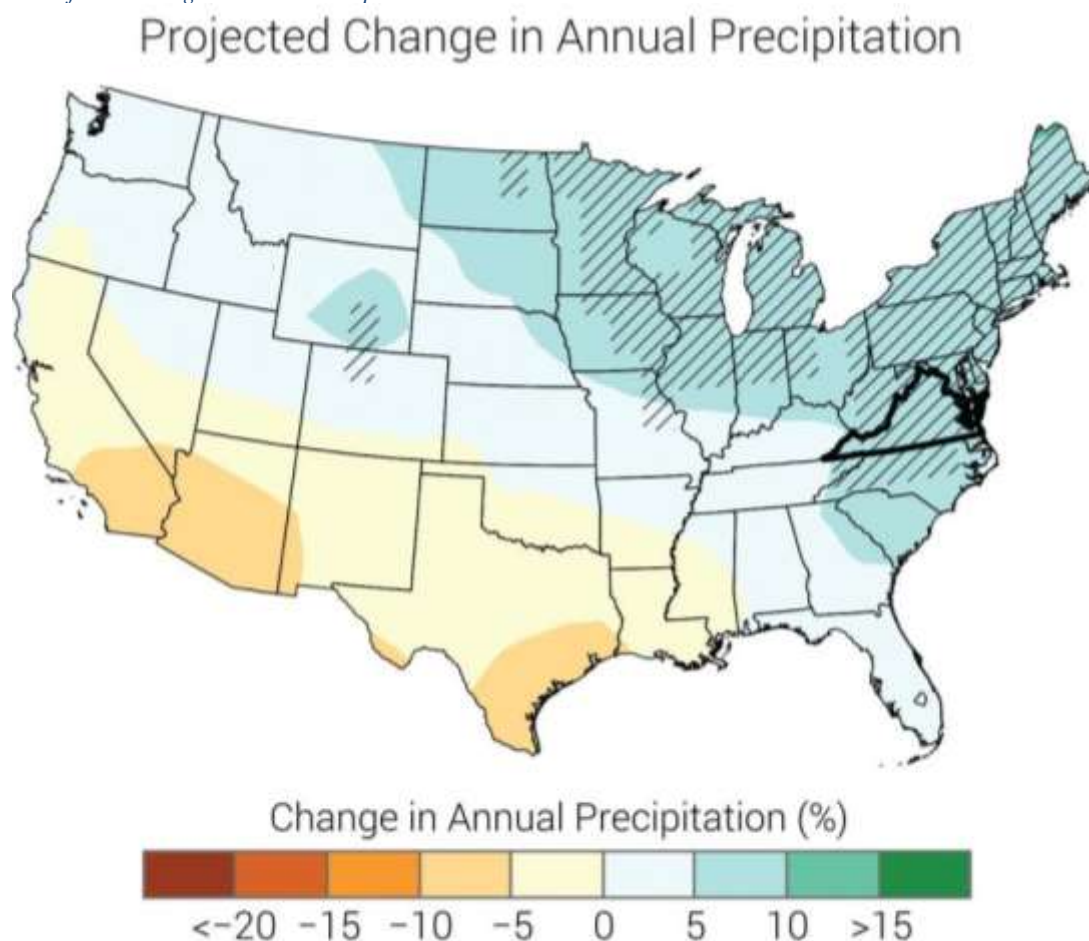 Projected Change in Annual Precipitation
Change in Annual Precipitation (%)
<−20 −15 −10 −5 0 5 10 >15